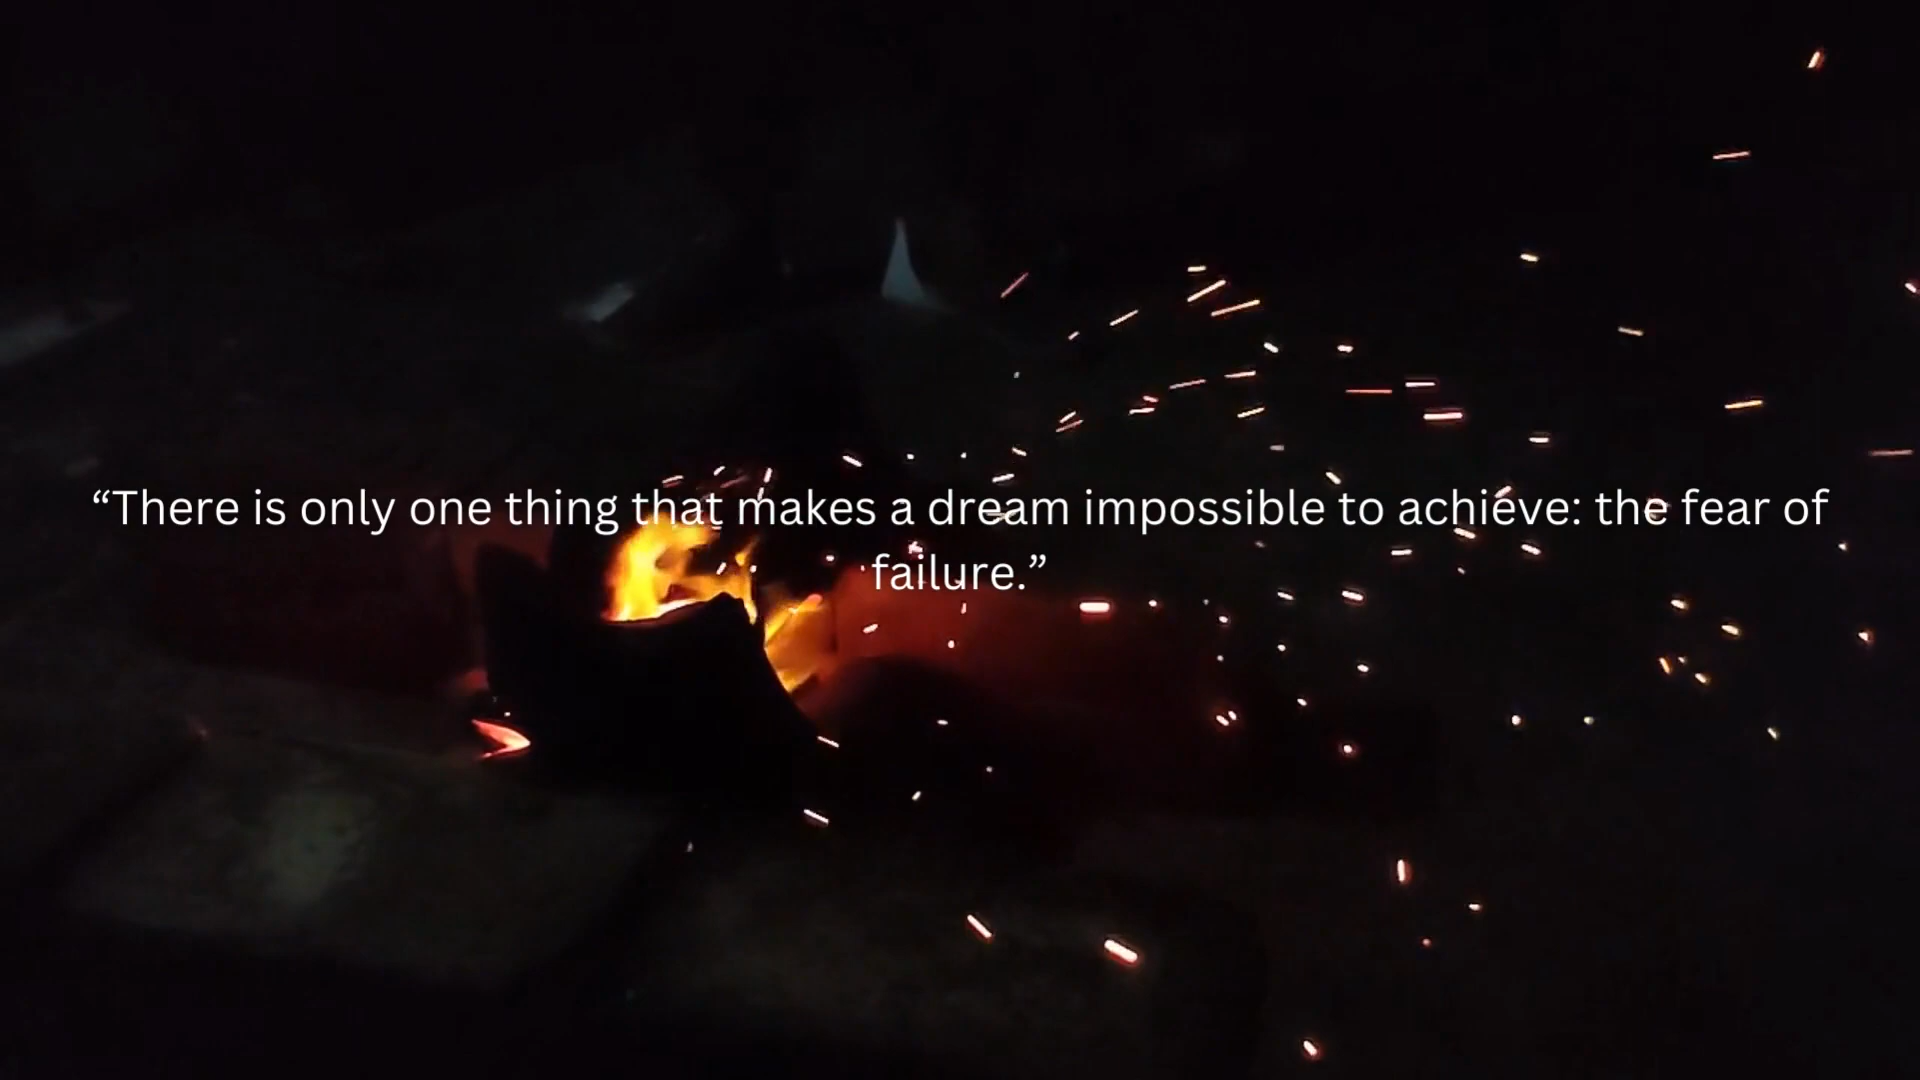 “There is only one thing that makes a dream impossible to achieve: the fear of
failure.”